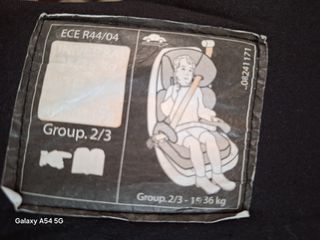 ECE R44/04
Group. 2/3
Group. 2/3 - 15-36 kg
08241171
Galaxy A54 5G